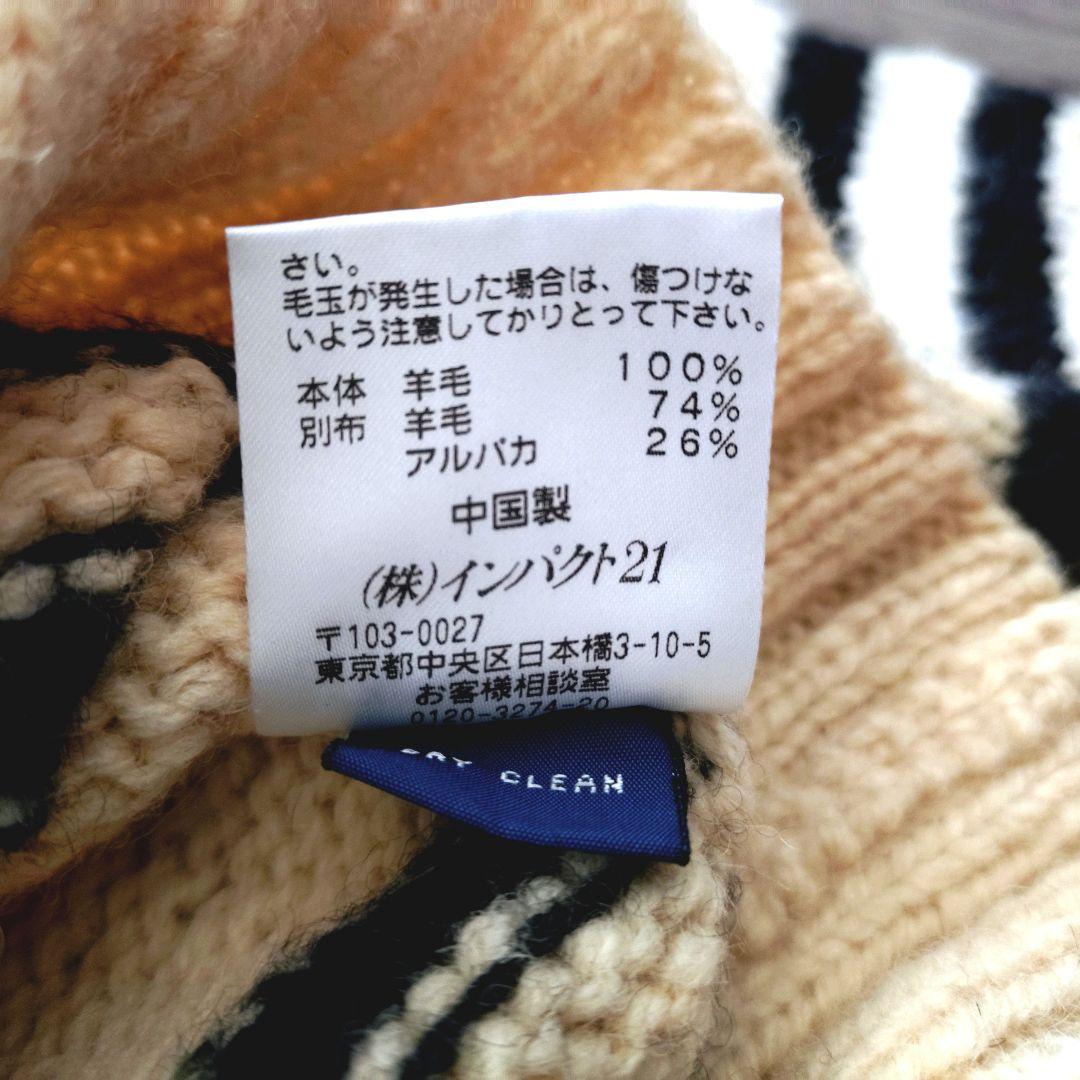 さい。
毛玉が発生した場合は、傷つけな
いよう注意してかりとって下さい。
本体 羊毛 100%
別布 羊毛 74%
アルパカ 26%
中国製
(株)インパクト21
〒103-0027
東京都中央区日本橋3-10-5
お客様相談室
0120-3274-20
DRY CLEAN